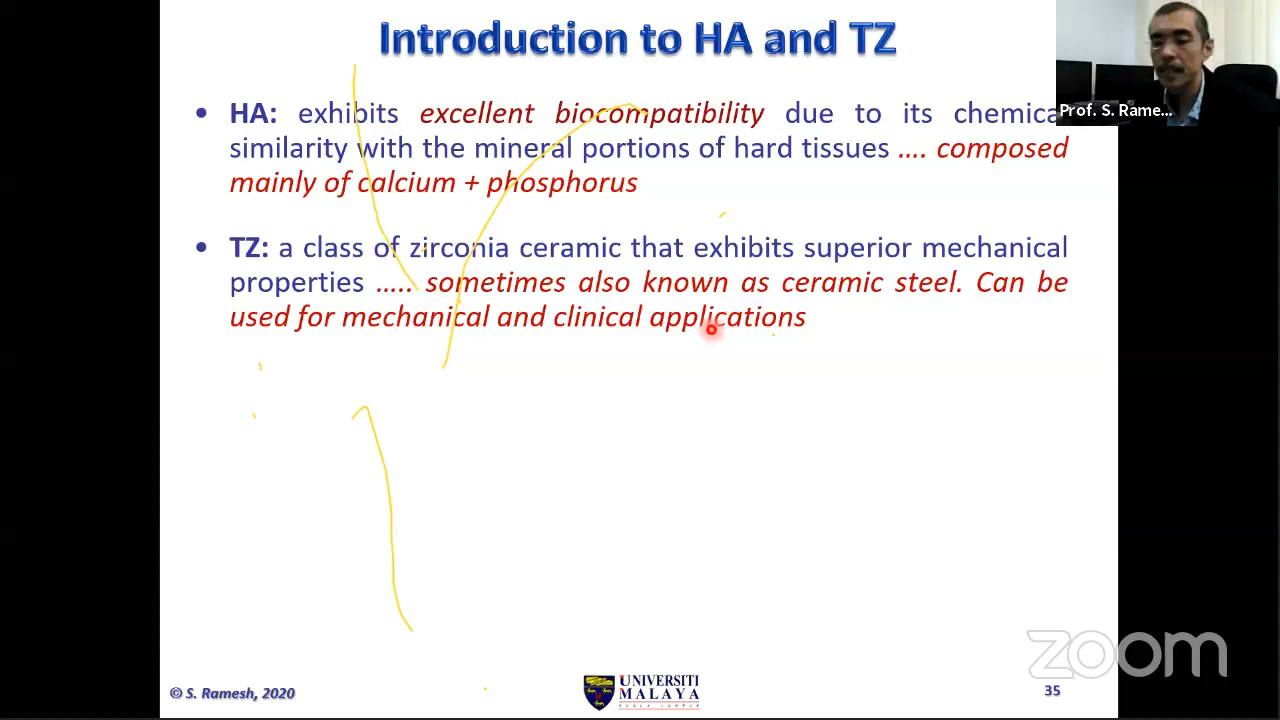 Introduction to HA and TZ
Prof. S. Rame...
• HA: exhibits excellent biocompatibility due to its chemica
similarity with the mineral portions of hard tissues .... composed
mainly of calcium + phosphorus
• TZ: a class of zirconia ceramic that exhibits superior mechanical
properties ..... sometimes also known as ceramic steel. Can be
used for mechanical and clinical applications
zoom
© S. Ramesh, 2020
UNIVERSITI
MALAYA
KUALA LUMPUR
35